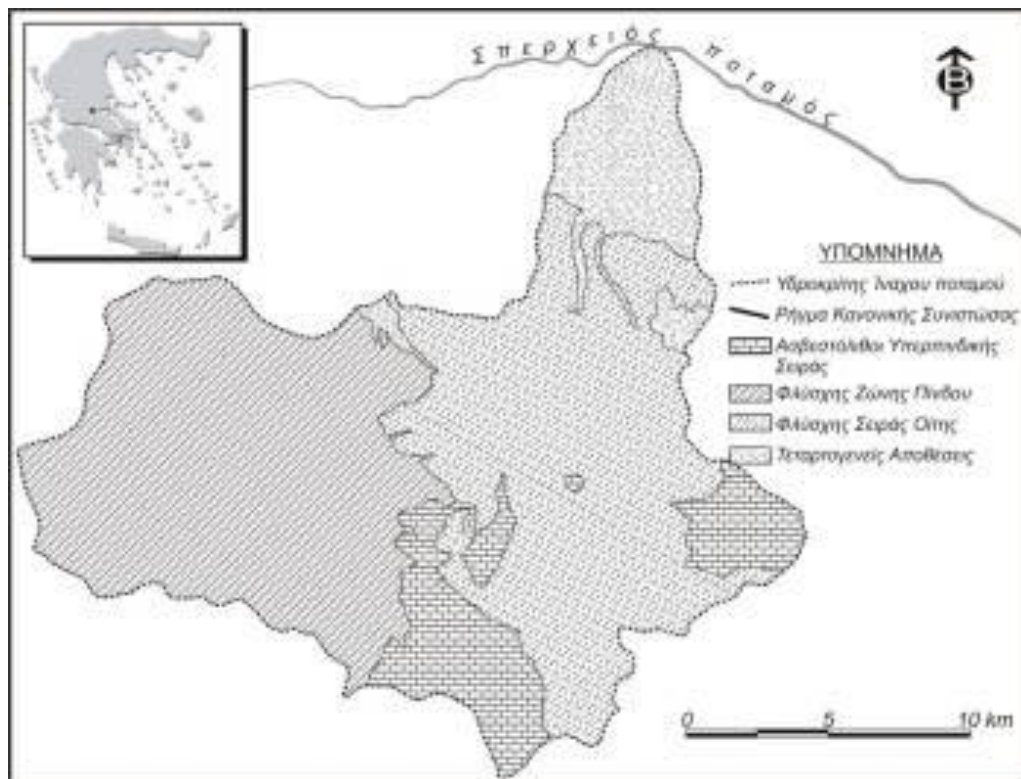 Σπερχειός ποταμός
Β
ΥΠΟΜΝΗΜΑ
Υδροκρίτης Ίναχου ποταμού
Ρήγμα Κανονικής Συνιστώσας
Ασβεστόλιθοι Υπερπινδικής
Σειράς
Φλύσχης Ζώνης Πίνδου
Φλύσχης Σειράς Οίτης
Τεταρτογενείς Αποθέσεις
0 5 10 km